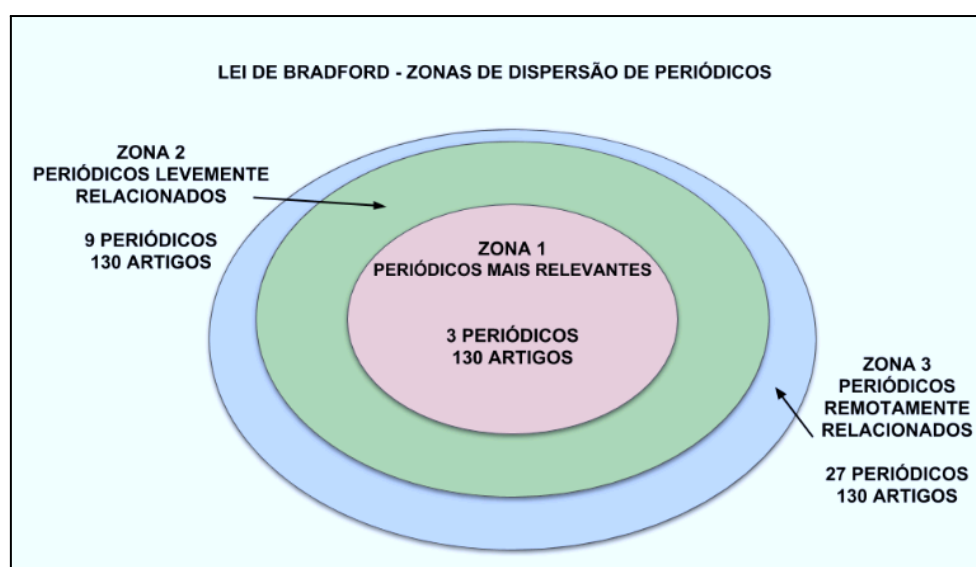 LEI DE BRADFORD - ZONAS DE DISPERSÃO DE PERIÓDICOS
ZONA 2
PERIÓDICOS LEVEMENTE
RELACIONADOS
9 PERIÓDICOS
130 ARTIGOS
ZONA 1
PERIÓDICOS MAIS RELEVANTES
3 PERIÓDICOS
130 ARTIGOS
ZONA 3
PERIÓDICOS
REMOTAMENTE
RELACIONADOS
27 PERIÓDICOS
130 ARTIGOS